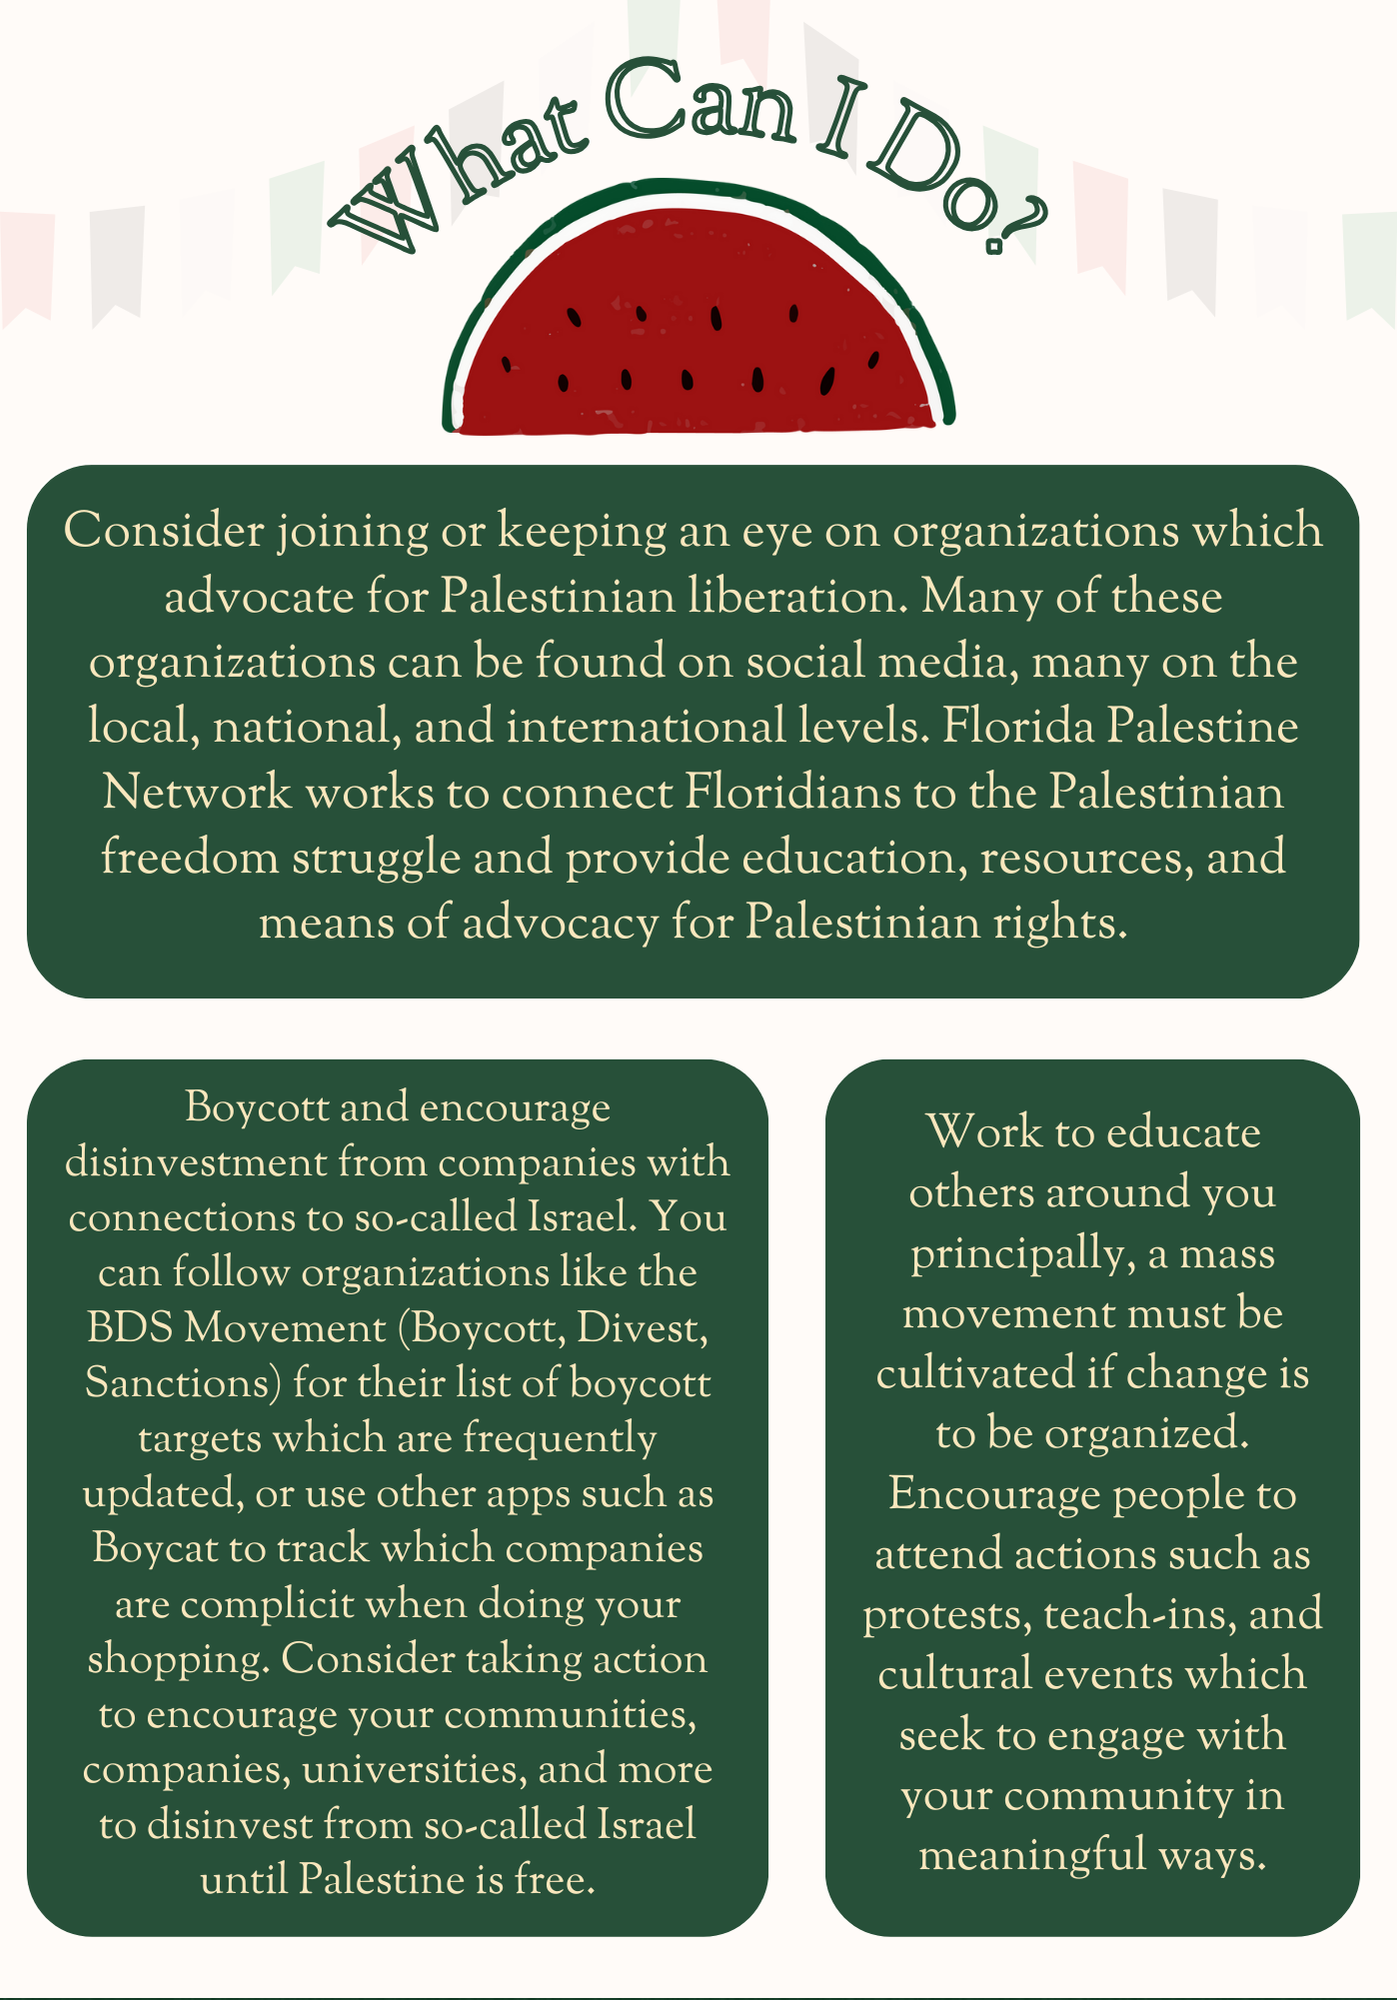 What Can I Do?
Consider joining or keeping an eye on organizations which
advocate for Palestinian liberation. Many of these
organizations can be found on social media, many on the
local, national, and international levels. Florida Palestine
Network works to connect Floridians to the Palestinian
freedom struggle and provide education, resources, and
means of advocacy for Palestinian rights.
Boycott and encourage
disinvestment from companies with
connections to so-called Israel. You
can follow organizations like the
BDS Movement (Boycott, Divest,
Sanctions) for their list of boycott
targets which are frequently
updated, or use other apps such as
Boycat to track which companies
are complicit when doing your
shopping. Consider taking action
to encourage your communities,
companies, universities, and more
to disinvest from so-called Israel
until Palestine is free.
Work to educate
others around you
principally, a mass
movement must be
cultivated if change is
to be organized.
Encourage people to
attend actions such as
protests, teach-ins, and
cultural events which
seek to engage with
your community in
meaningful ways.